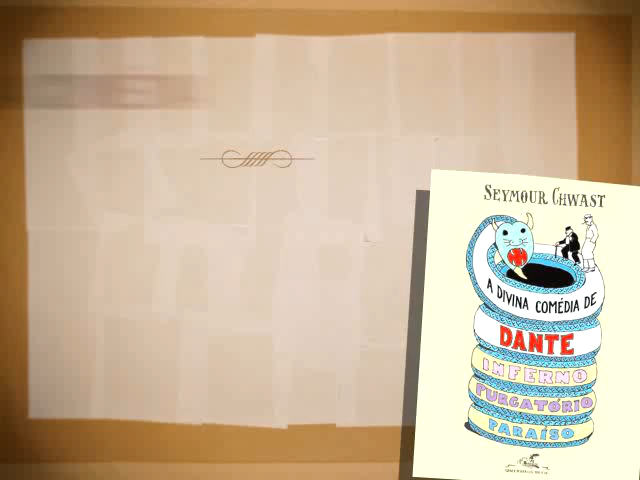 SEYMOUR CHWAST
A DIVINA COMÉDIA DE
DANTE
INFERNO
PURGATÓRIO
PARAÍSO